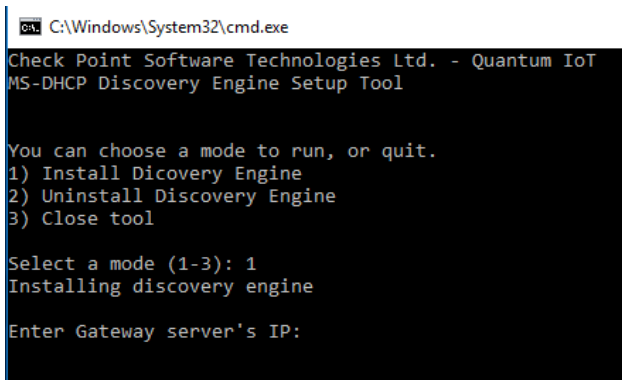 C:\Windows\System32\cmd.exe
Check Point Software Technologies Ltd. - Quantum IoT
MS-DHCP Discovery Engine Setup Tool
You can choose a mode to run, or quit.
1) Install Dicovery Engine
2) Uninstall Discovery Engine
3) Close tool
Select a mode (1-3): 1
Installing discovery engine
Enter Gateway server's IP: